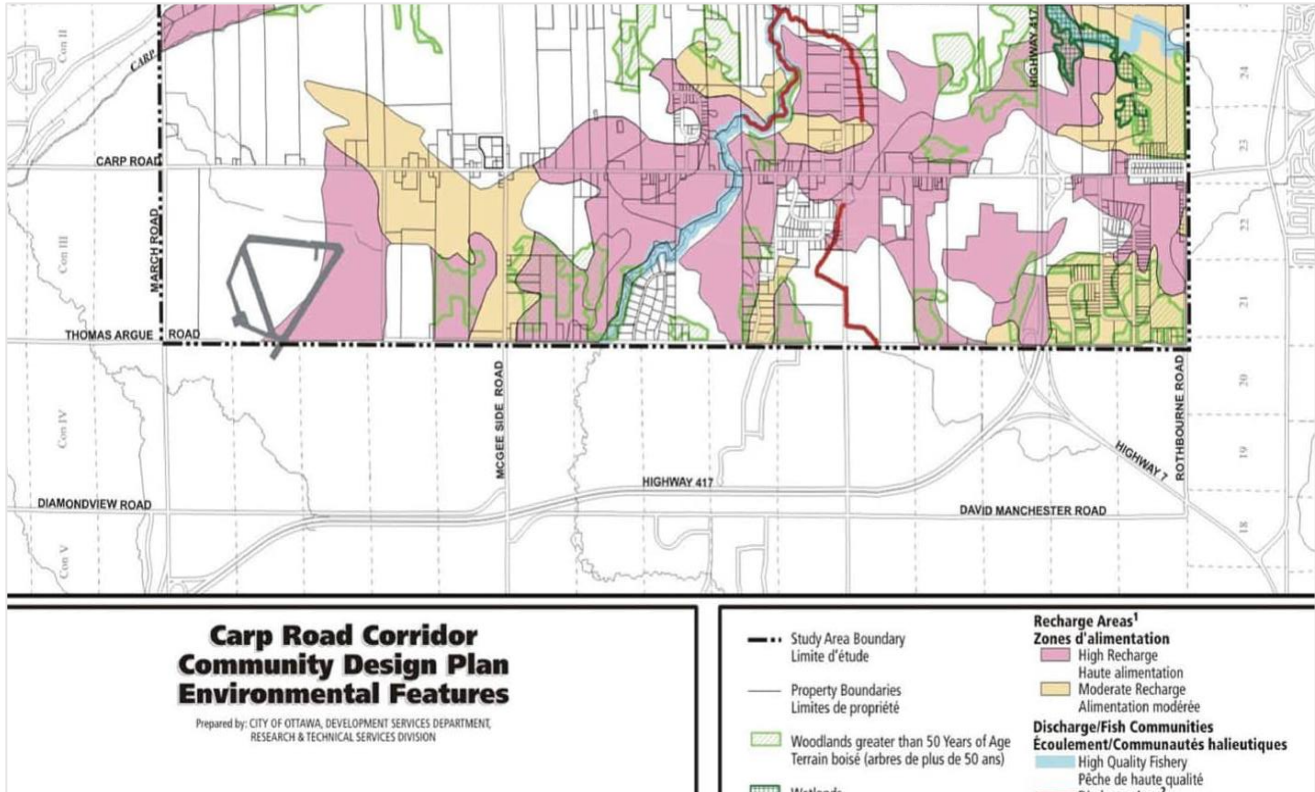 Con II
CARP
HIGHWAY 417
24
CARP ROAD
23
MARCH ROAD
Con III
22
21
THOMAS ARGUE ROAD
MCGEE SIDE ROAD
ROTHBOURNE ROAD
20
Con IV
HIGHWAY 7
19
HIGHWAY 417
DIAMONDVIEW ROAD
DAVID MANCHESTER ROAD
18
Con V
Carp Road Corridor
Community Design Plan
Environmental Features
Prepared by: CITY OF OTTAWA, DEVELOPMENT SERVICES DEPARTMENT,
RESEARCH & TECHNICAL SERVICES DIVISION
Study Area Boundary
Limite d'étude
Property Boundaries
Limites de propriété
Woodlands greater than 50 Years of Age
Terrain boisé (arbres de plus de 50 ans)
Wetlands
Recharge Areas¹
Zones d'alimentation
High Recharge
Haute alimentation
Moderate Recharge
Alimentation modérée
Discharge/Fish Communities
Écoulement/Communautés halieutiques
High Quality Fishery
Pêche de haute qualité